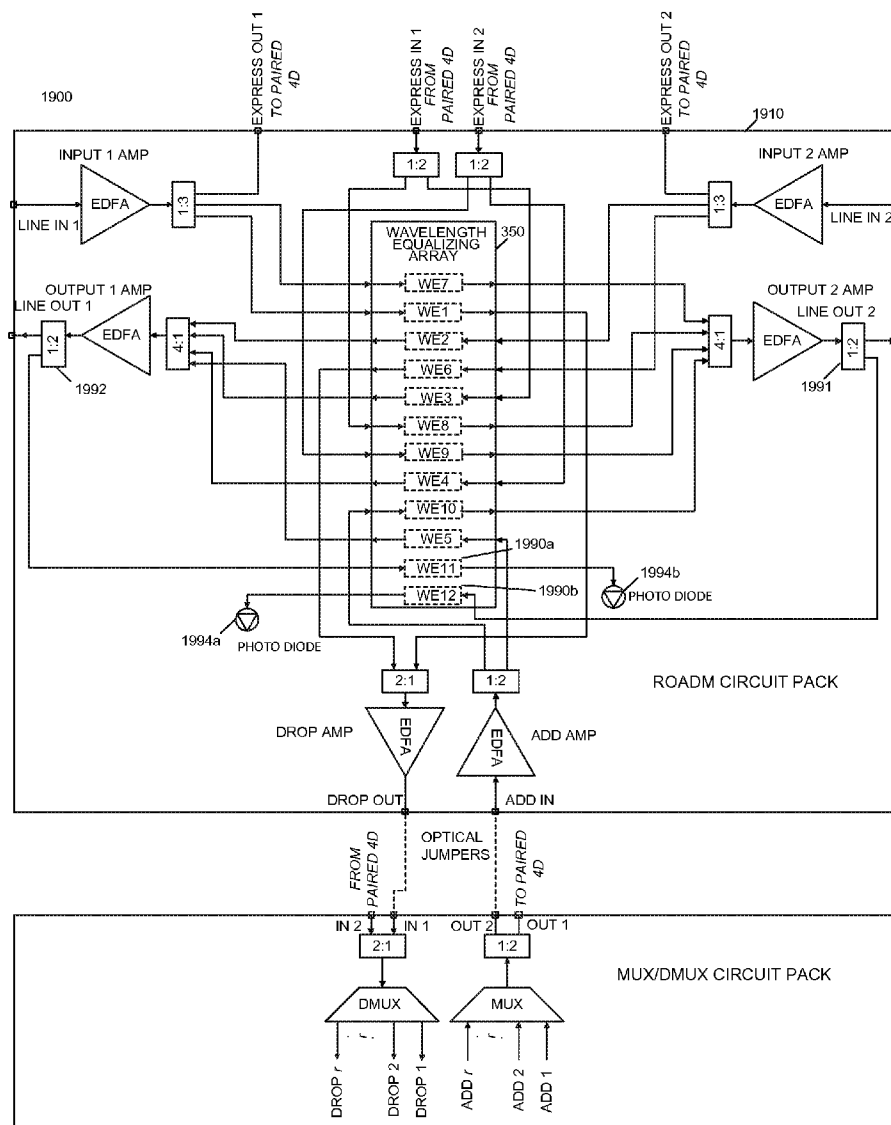 1900
EXPRESS OUT 1
TO PAIRED
4D
EXPRESS IN 1
FROM
PAIRED 4D
EXPRESS IN 2
FROM
PAIRED 4D
EXPRESS OUT 2
TO PAIRED
4D
1910
INPUT 1 AMP
EDFA
LINE IN 1
1:3
1:2
1:2
INPUT 2 AMP
EDFA
LINE IN 2
1:3
WAVELENGTH
EQUALIZING
ARRAY
350
OUTPUT 1 AMP
LINE OUT 1
EDFA
1:2
4:1
1992
OUTPUT 2 AMP
LINE OUT 2
EDFA
4:1
1:2
1991
WE7
WE1
WE2
WE6
WE3
WE8
WE9
WE4
WE10
WE5
WE11
WE12
1990a
1990b
1994b
PHOTO DIODE
1994a
PHOTO DIODE
2:1
1:2
ROADM CIRCUIT PACK
DROP AMP
EDFA
EDFA
ADD AMP
DROP OUT
ADD IN
OPTICAL
JUMPERS
FROM
PAIRED 4D
TO PAIRED
4D
IN 2
IN 1
OUT 2
OUT 1
2:1
1:2
MUX/DMUX CIRCUIT PACK
DMUX
MUX
r
r
DROP r
DROP 2
DROP 1
ADD r
ADD 2
ADD 1